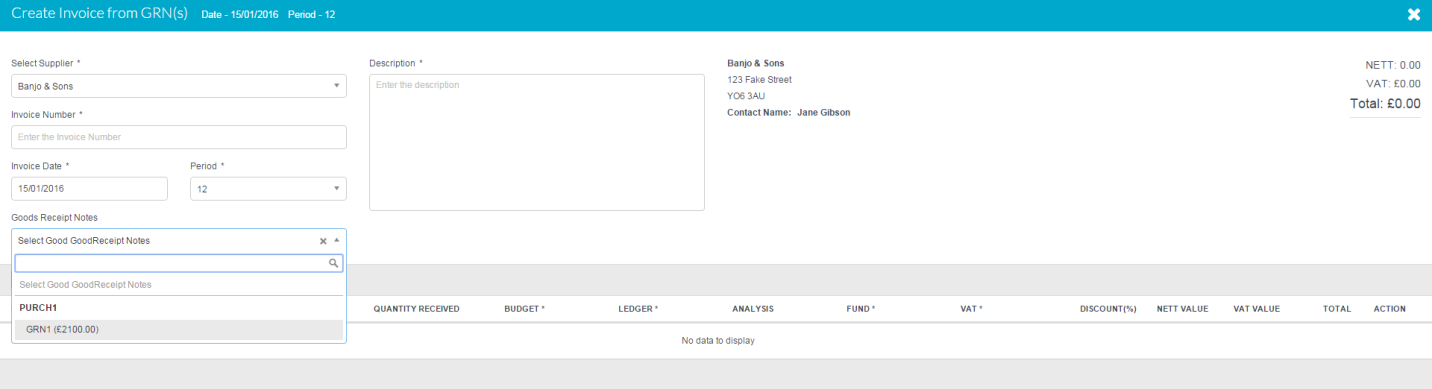 Create Invoice from GRN(s) Date - 15/01/2016 Period - 12
Select Supplier *
Banjo & Sons
Invoice Number *
Enter the Invoice Number
Invoice Date * Period *
15/01/2016 12
Goods Receipt Notes
Select Good GoodReceipt Notes
Select Good GoodReceipt Notes
PURCH1
GRN1 (£2100.00)
Description *
Enter the description
Banjo & Sons
123 Fake Street
YO6 3AU
Contact Name: Jane Gibson
NETT: 0.00
VAT: £0.00
Total: £0.00
QUANTITY RECEIVED BUDGET * LEDGER * ANALYSIS FUND * VAT * DISCOUNT(%) NETT VALUE VAT VALUE TOTAL ACTION
No data to display